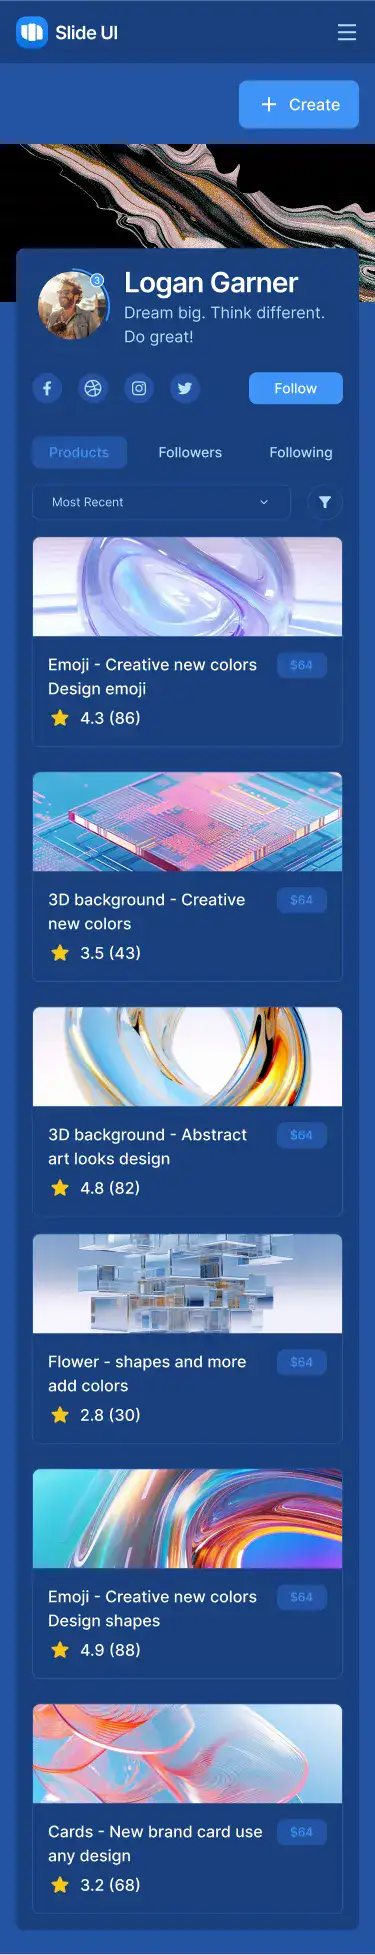 Slide UI
Create
3
Logan Garner
Dream big. Think different.
Do great!
Follow
Products
Followers
Following
Most Recent
Emoji - Creative new colors
Design emoji
$64
4.3 (86)
3D background - Creative
new colors
$64
3.5 (43)
3D background - Abstract
art looks design
$64
4.8 (82)
Flower - shapes and more
add colors
$64
2.8 (30)
Emoji - Creative new colors
Design shapes
$64
4.9 (88)
Cards - New brand card use
any design
$64
3.2 (68)